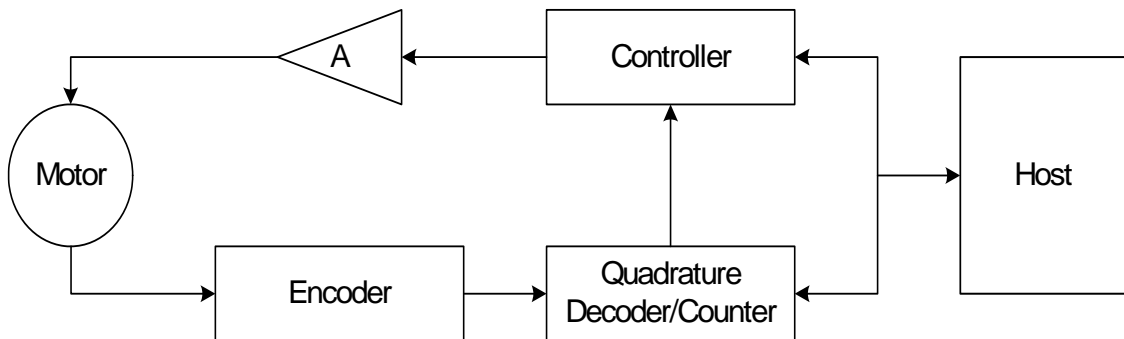 A
Controller
Motor
Host
Encoder
Quadrature
Decoder/Counter